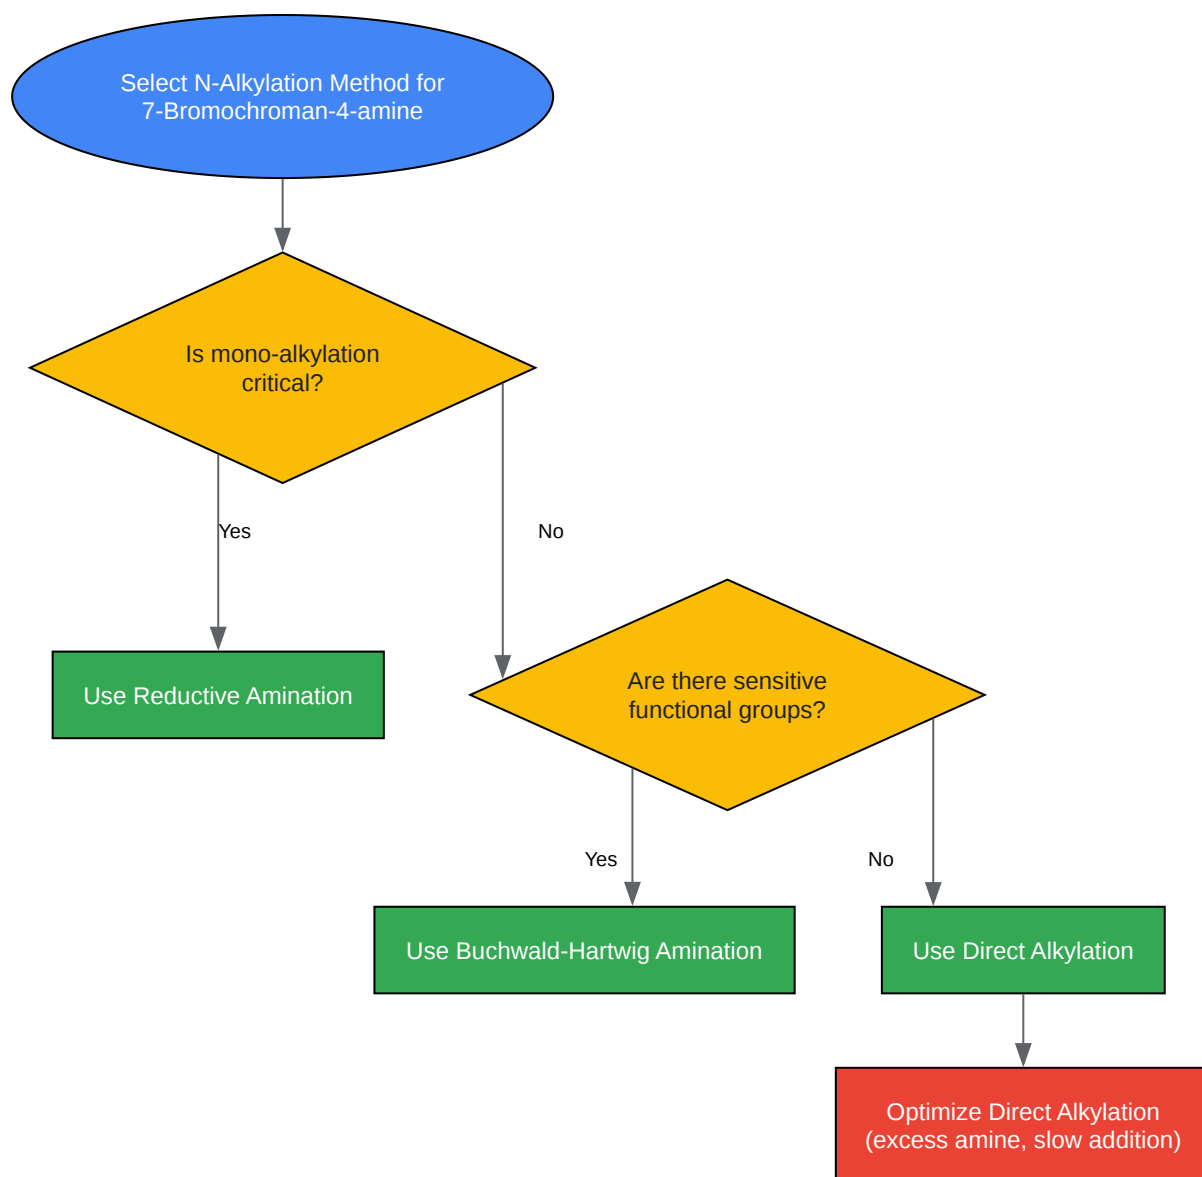 Select N-Alkylation Method for
7-Bromochroman-4-amine
Is mono-alkylation
critical?
Yes
No
Use Reductive Amination
Are there sensitive
functional groups?
Yes
No
Use Buchwald-Hartwig Amination
Use Direct Alkylation
Optimize Direct Alkylation
(excess amine, slow addition)